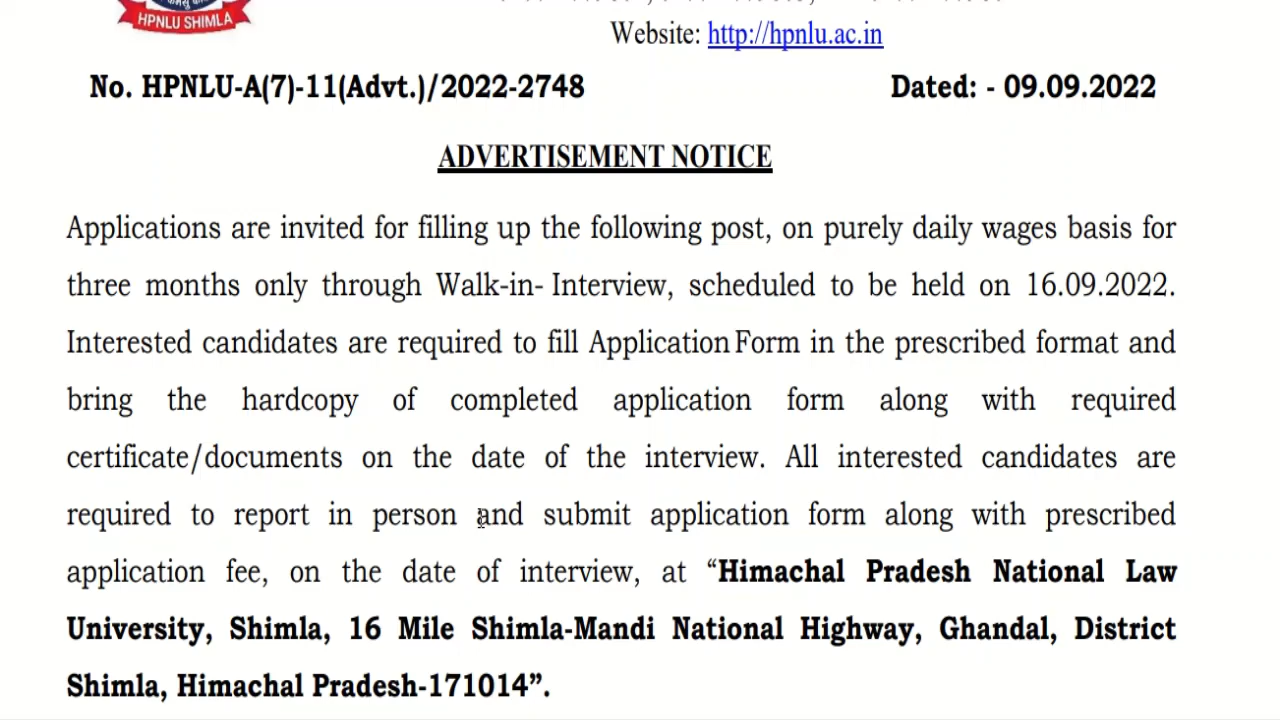 HPNLU SHIMLA
Website: http://hpnlu.ac.in
No. HPNLU-A(7)-11(Advt.)/2022-2748 Dated: - 09.09.2022
ADVERTISEMENT NOTICE
Applications are invited for filling up the following post, on purely daily wages basis for
three months only through Walk-in- Interview, scheduled to be held on 16.09.2022.
Interested candidates are required to fill Application Form in the prescribed format and
bring the hardcopy of completed application form along with required
certificate/documents on the date of the interview. All interested candidates are
required to report in person and submit application form along with prescribed
application fee, on the date of interview, at “Himachal Pradesh National Law
University, Shimla, 16 Mile Shimla-Mandi National Highway, Ghandal, District
Shimla, Himachal Pradesh-171014”.